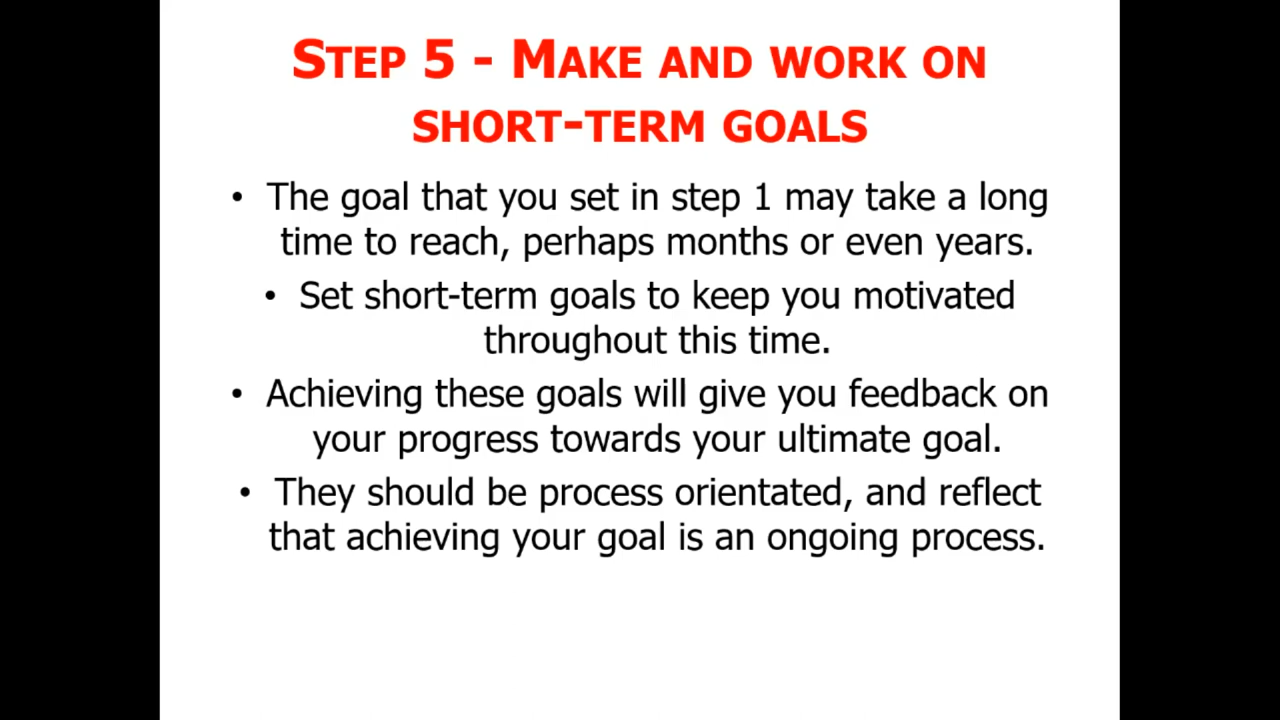 STEP 5 - MAKE AND WORK ON
SHORT-TERM GOALS
• The goal that you set in step 1 may take a long
time to reach, perhaps months or even years.
• Set short-term goals to keep you motivated
throughout this time.
• Achieving these goals will give you feedback on
your progress towards your ultimate goal.
• They should be process orientated, and reflect
that achieving your goal is an ongoing process.